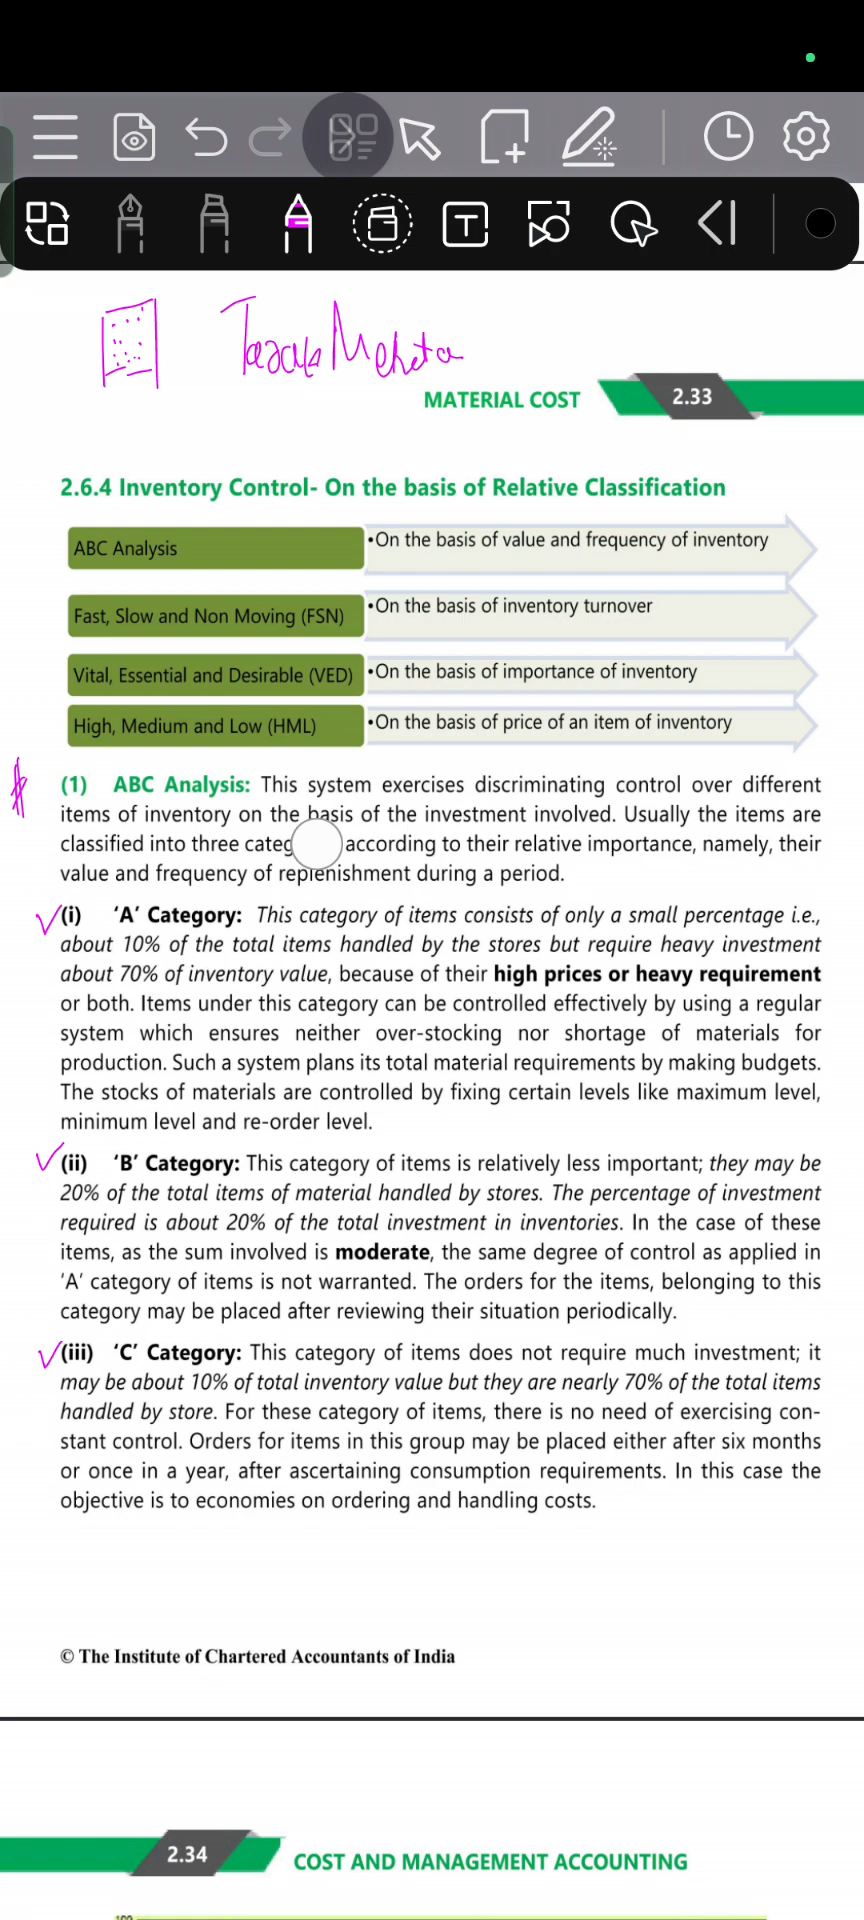 Mehta
MATERIAL COST 2.33
2.6.4 Inventory Control- On the basis of Relative Classification
ABC Analysis •On the basis of value and frequency of inventory
Fast, Slow and Non Moving (FSN) •On the basis of inventory turnover
Vital, Essential and Desirable (VED) •On the basis of importance of inventory
High, Medium and Low (HML) •On the basis of price of an item of inventory
(1) ABC Analysis: This system exercises discriminating control over different
items of inventory on the basis of the investment involved. Usually the items are
classified into three according to their relative importance, namely, their
value and frequency of replenishment during a period.
(i) ‘A’ Category: This category of items consists of only a small percentage i.e.,
about 10% of the total items handled by the stores but require heavy investment
about 70% of inventory value, because of their high prices or heavy requirement
or both. Items under this category can be controlled effectively by using a regular
system which ensures neither over-stocking nor shortage of materials for
production. Such a system plans its total material requirements by making budgets.
The stocks of materials are controlled by fixing certain levels like maximum level,
minimum level and re-order level.
(ii) ‘B’ Category: This category of items is relatively less important; they may be
20% of the total items of material handled by stores. The percentage of investment
required is about 20% of the total investment in inventories. In the case of these
items, as the sum involved is moderate, the same degree of control as applied in
‘A’ category of items is not warranted. The orders for the items, belonging to this
category may be placed after reviewing their situation periodically.
(iii) ‘C’ Category: This category of items does not require much investment; it
may be about 10% of total inventory value but they are nearly 70% of the total items
handled by store. For these category of items, there is no need of exercising con-
stant control. Orders for items in this group may be placed either after six months
or once in a year, after ascertaining consumption requirements. In this case the
objective is to economies on ordering and handling costs.
© The Institute of Chartered Accountants of India
2.34 COST AND MANAGEMENT ACCOUNTING